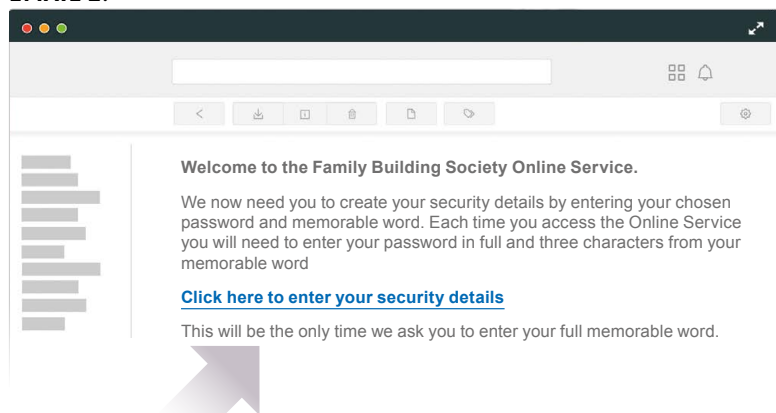 Welcome to the Family Building Society Online Service.
We now need you to create your security details by entering your chosen
password and memorable word. Each time you access the Online Service
you will need to enter your password in full and three characters from your
memorable word
Click here to enter your security details
This will be the only time we ask you to enter your full memorable word.